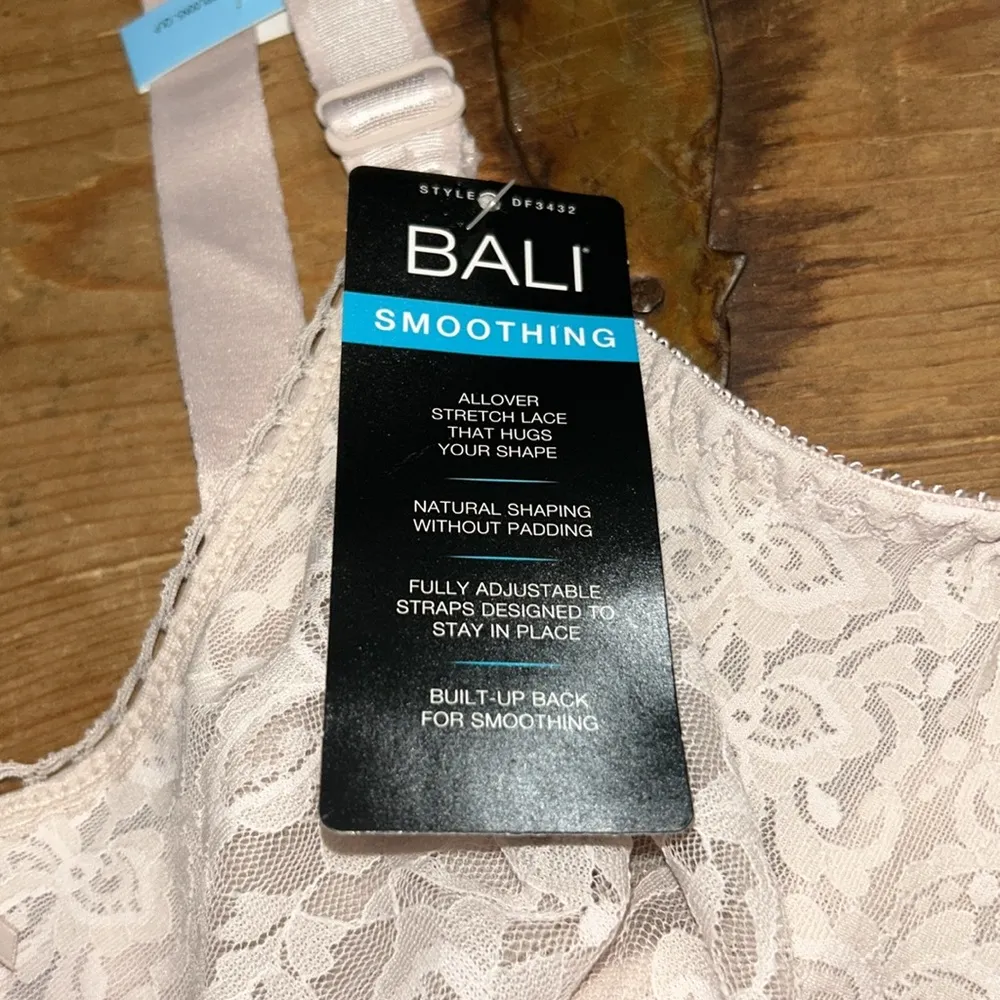 STYLE DF3432
BALI
SMOOTHING
ALLOVER
STRETCH LACE
THAT HUGS
YOUR SHAPE
NATURAL SHAPING
WITHOUT PADDING
FULLY ADJUSTABLE
STRAPS DESIGNED TO
STAY IN PLACE
BUILT-UP BACK
FOR SMOOTHING